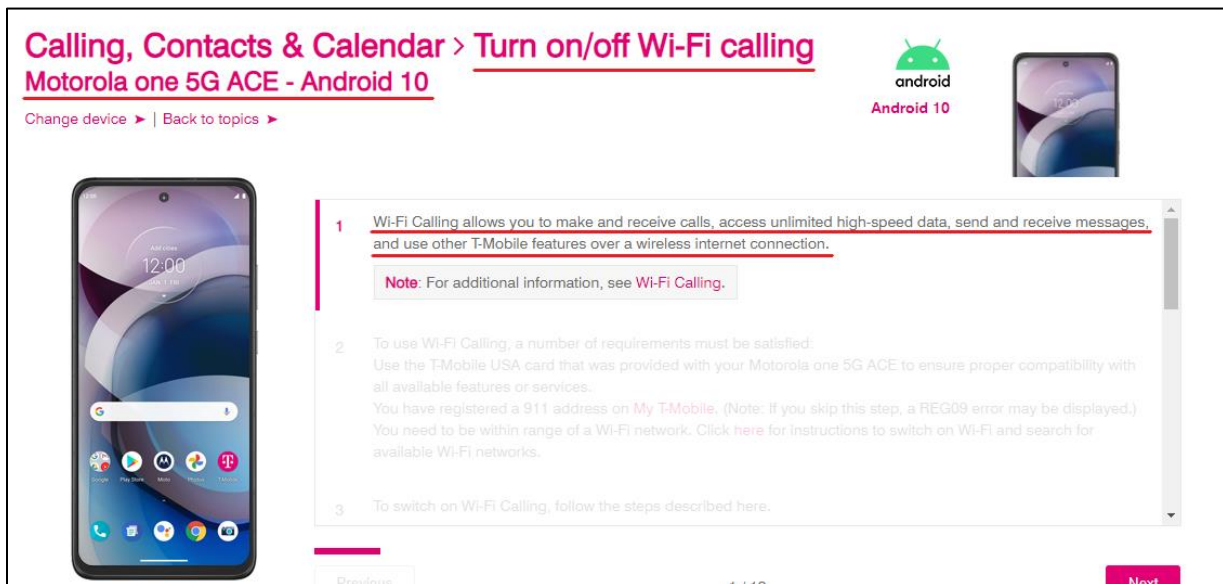 Calling, Contacts & Calendar > Turn on/off Wi-Fi calling
Motorola one 5G ACE - Android 10
Change device ➤ | Back to topics ➤
android
Android 10
12:00
12:00
1 Wi-Fi Calling allows you to make and receive calls, access unlimited high-speed data, send and receive messages,
and use other T-Mobile features over a wireless internet connection.
Note: For additional information, see Wi-Fi Calling.
2 To use Wi-Fi Calling, a number of requirements must be satisfied:
Use the T-Mobile USA card that was provided with your Motorola one 5G ACE to ensure proper compatibility with
all available features or services.
You have registered a 911 address on My T-Mobile. (Note: If you skip this step, a REG09 error may be displayed.)
You need to be within range of a Wi-Fi network. Click here for instructions to switch on Wi-Fi and search for
available Wi-Fi networks.
3 To switch on Wi-Fi Calling, follow the steps described here.
Google Play Store Moto Photos T-Mobile
Previous
Next